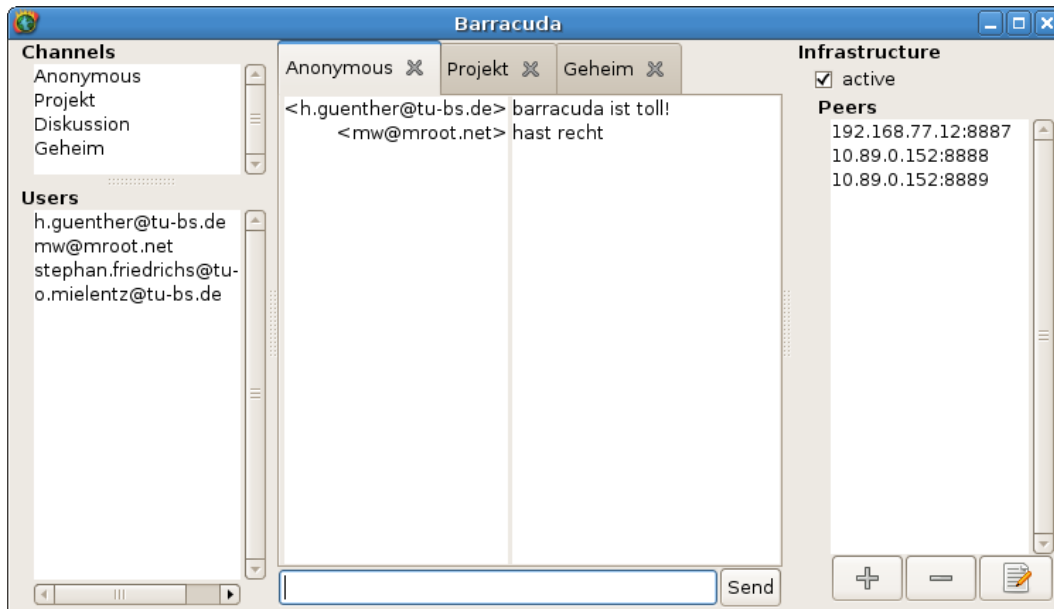 Barracuda
Channels
Anonymous
Projekt
Diskussion
Geheim
Users
h.guenther@tu-bs.de
mw@mroot.net
stephan.friedrichs@tu-
o.mielentz@tu-bs.de
Anonymous Projekt Geheim
<h.guenther@tu-bs.de> barracuda ist toll!
<mw@mroot.net> hast recht
Send
Infrastructure
active
Peers
192.168.77.12:8887
10.89.0.152:8888
10.89.0.152:8889